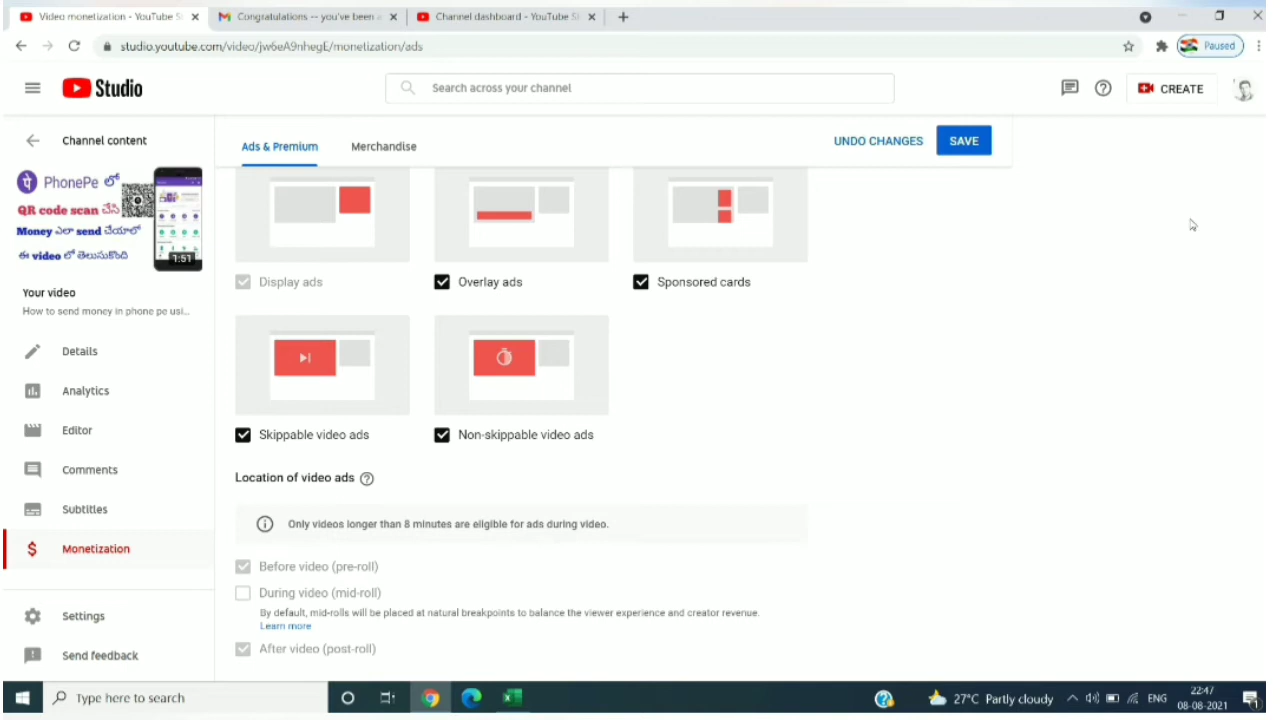 Video monetization - YouTube St
Congratulations -- you've been a
Channel dashboard - YouTube St
studio.youtube.com/video/jw6eA9nhegE/monetization/ads
Paused
Studio
Search across your channel
CREATE
Channel content
Ads & Premium
Merchandise
UNDO CHANGES
SAVE
PhonePe లో
QR code scan చేసి
Money ఎలా send చేయాలో
ఈ video లో తెలుసుకొండి
1:51
Display ads
Overlay ads
Sponsored cards
Your video
How to send money in phone pe usi...
Details
Analytics
Editor
Comments
Subtitles
Monetization
Settings
Send feedback
Skippable video ads
Non-skippable video ads
Location of video ads
Only videos longer than 8 minutes are eligible for ads during video.
Before video (pre-roll)
During video (mid-roll)
By default, mid-rolls will be placed at natural breakpoints to balance the viewer experience and creator revenue.
Learn more
After video (post-roll)
Type here to search
27°C Partly cloudy
ENG
22:47
08-08-2021